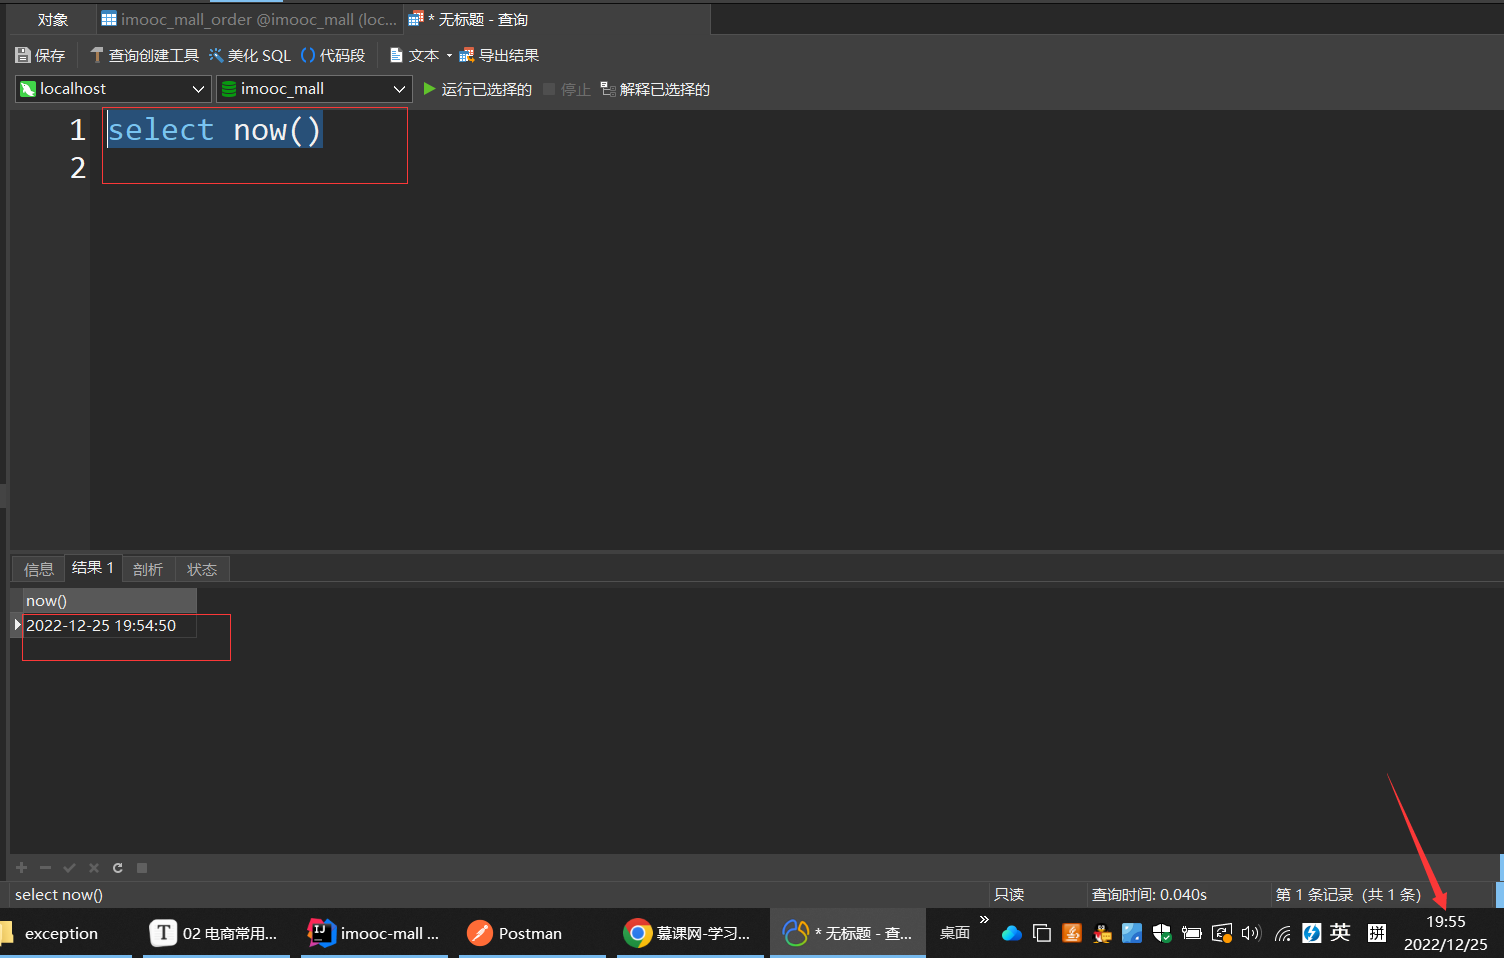 对象 imooc_mall_order @imooc_mall (loc... * 无标题 - 查询
保存 查询创建工具 美化 SQL () 代码段 文本 导出结果
localhost imooc_mall 运行已选择的 停止 解释已选择的
1 select now()
2
信息 结果 1 剖析 状态
now()
2022-12-25 19:54:50
select now() 只读 查询时间: 0.040s 第 1 条记录 (共 1 条)
exception T 02 电商常用... IJ imooc-mall ... Postman 慕课网-学习... * 无标题 - 查... 桌面 » 英 拼 19:55
2022/12/25